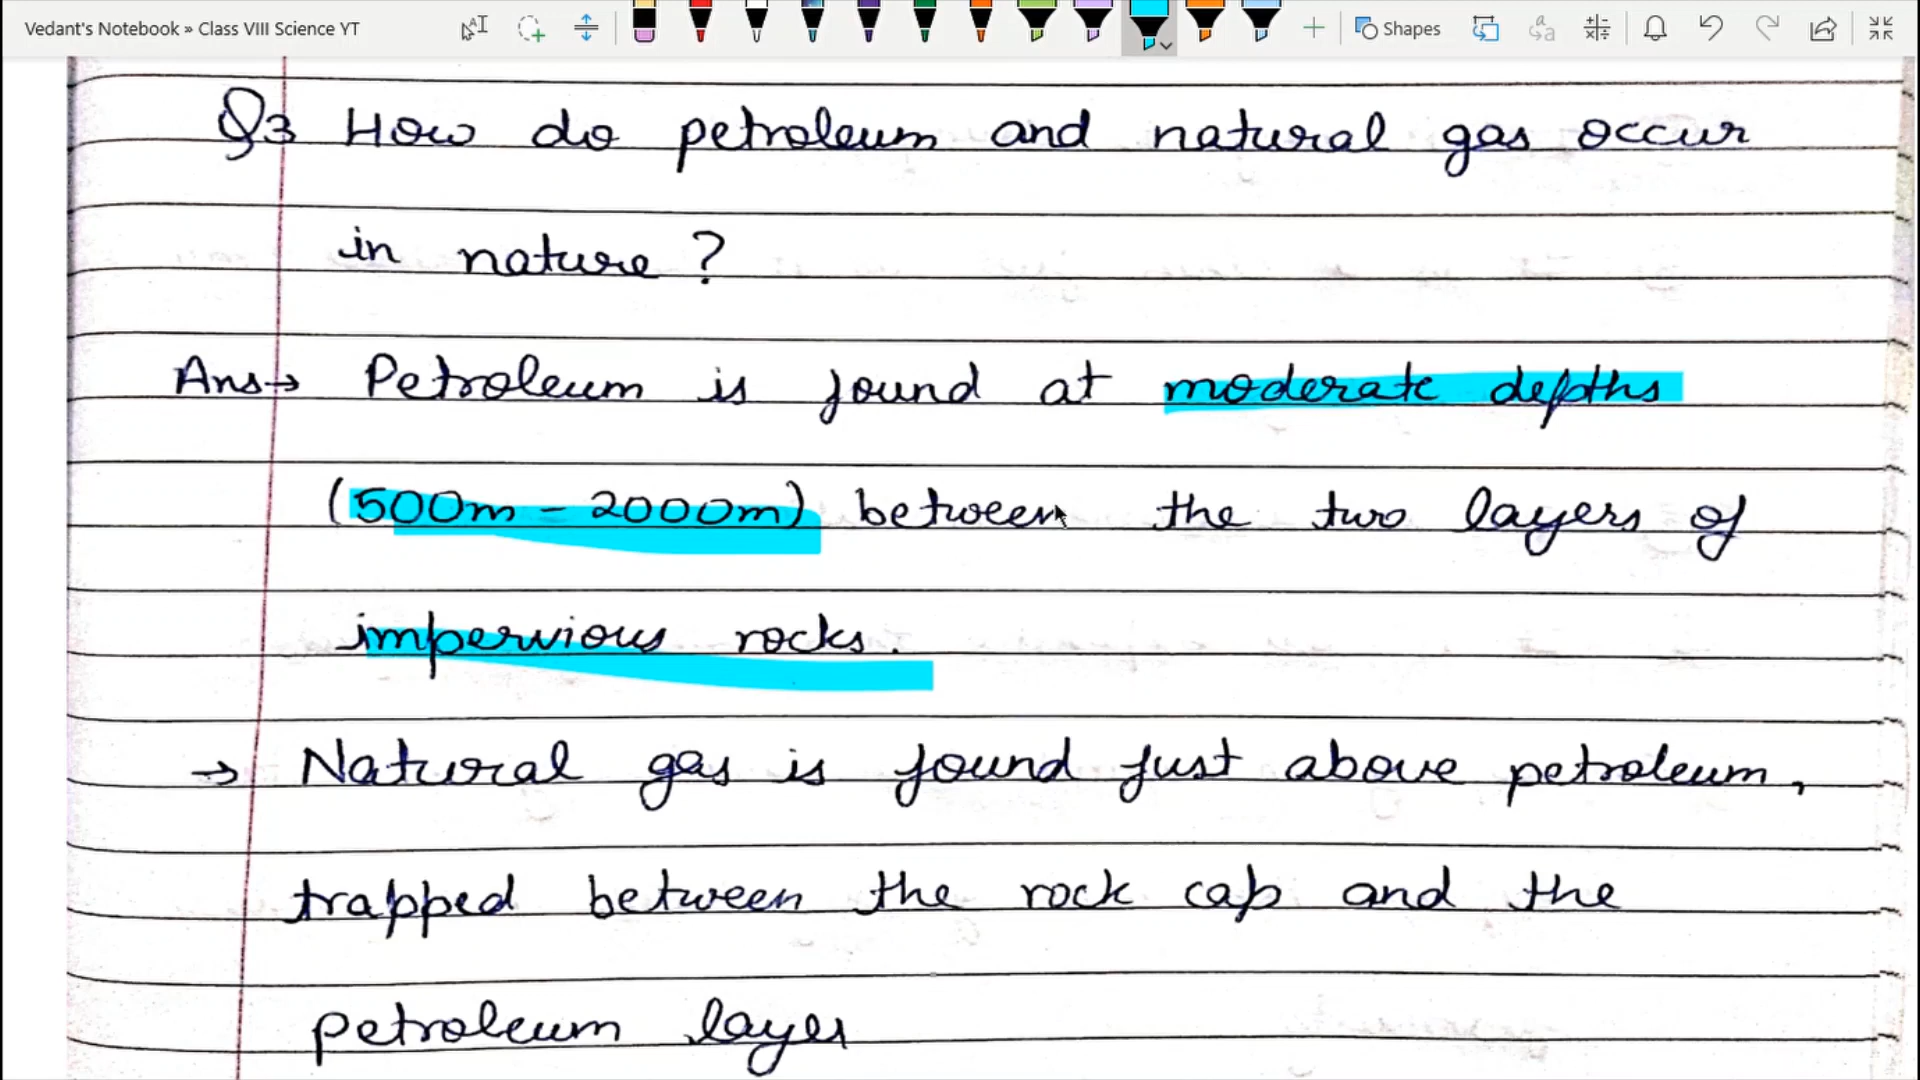 Vedant's Notebook » Class VIII Science YT
Shapes
Q3 How do petroleum and natural gas occur
in nature ?
Ans→ Petroleum is found at moderate depths
(500m - 2000m) between the two layers of
impervious rocks.
→ Natural gas is found just above petroleum,
trapped between the rock cap and the
petroleum layer